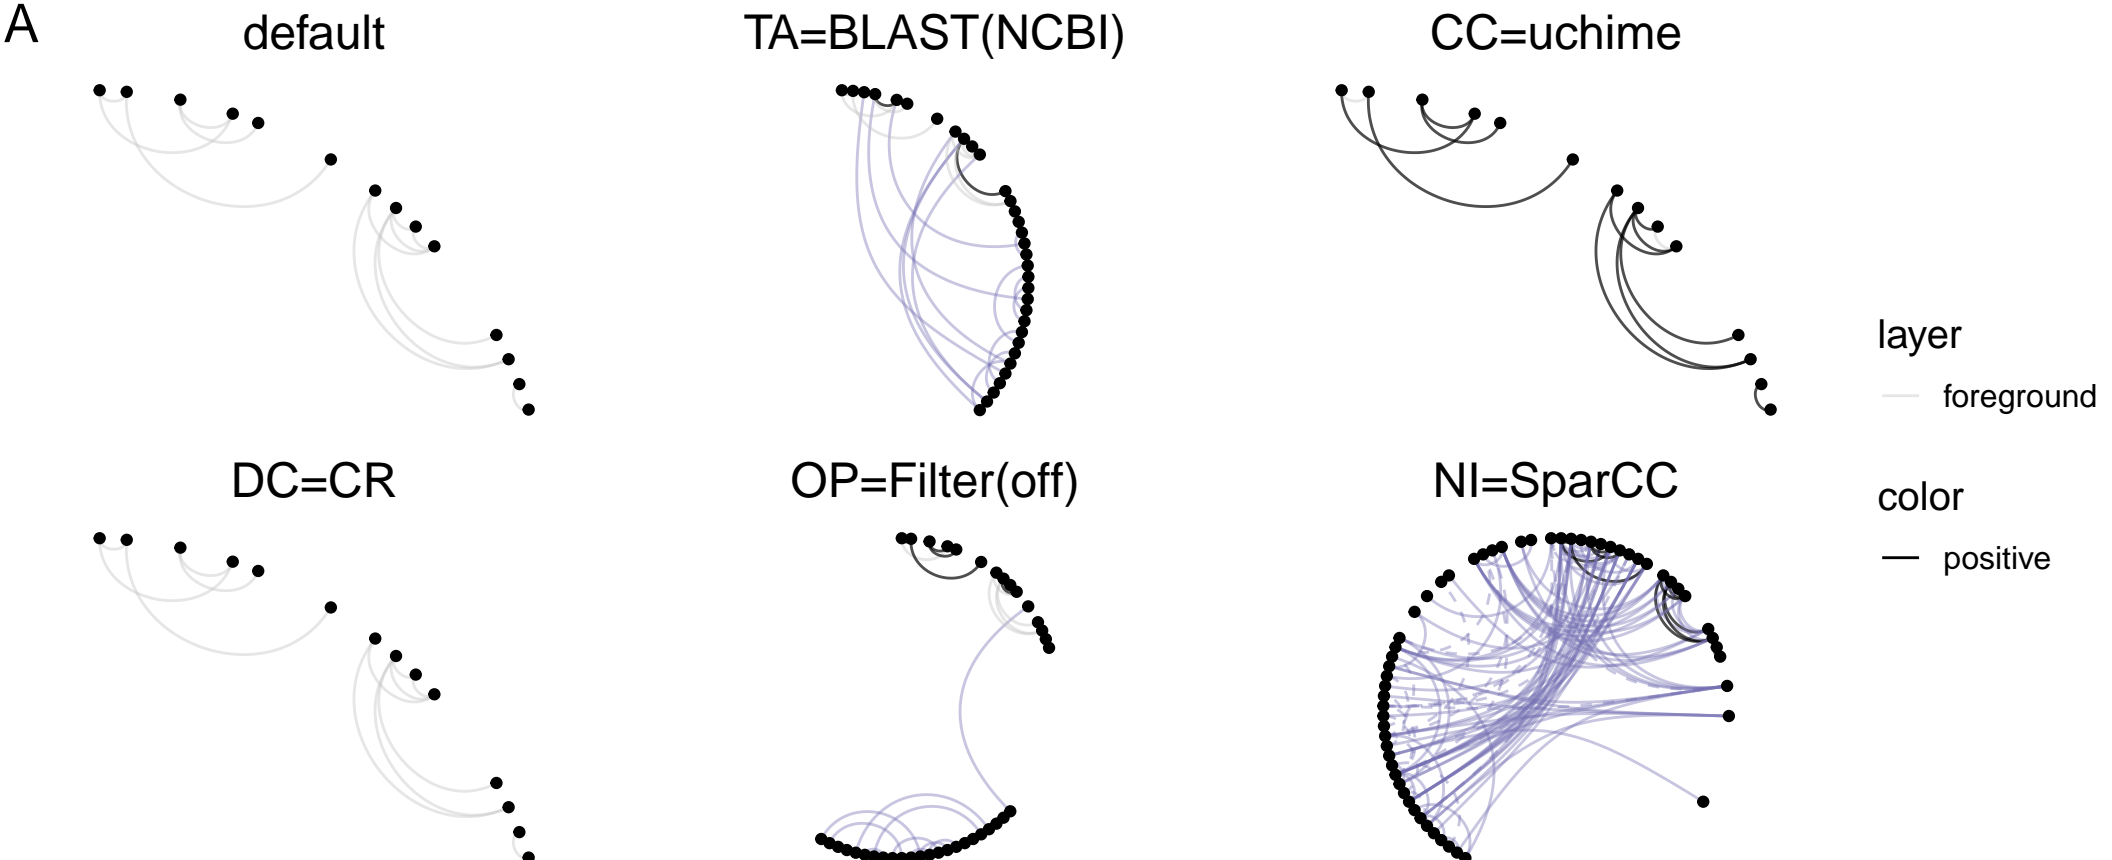 A
default
TA=BLAST(NCBI)
CC=uchime
layer
foreground
DC=CR
OP=Filter(off)
NI=SparCC
color
positive